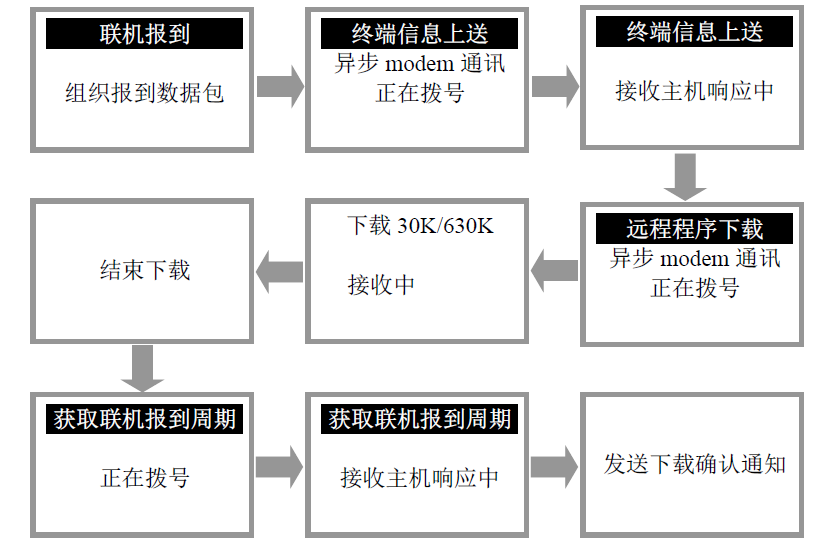 联机报到
组织报到数据包
终端信息上送
异步 modem 通讯
正在拨号
终端信息上送
接收主机响应中
远程程序下载
异步 modem 通讯
正在拨号
下载 30K/630K
接收中
结束下载
获取联机报到周期
正在拨号
获取联机报到周期
接收主机响应中
发送下载确认通知